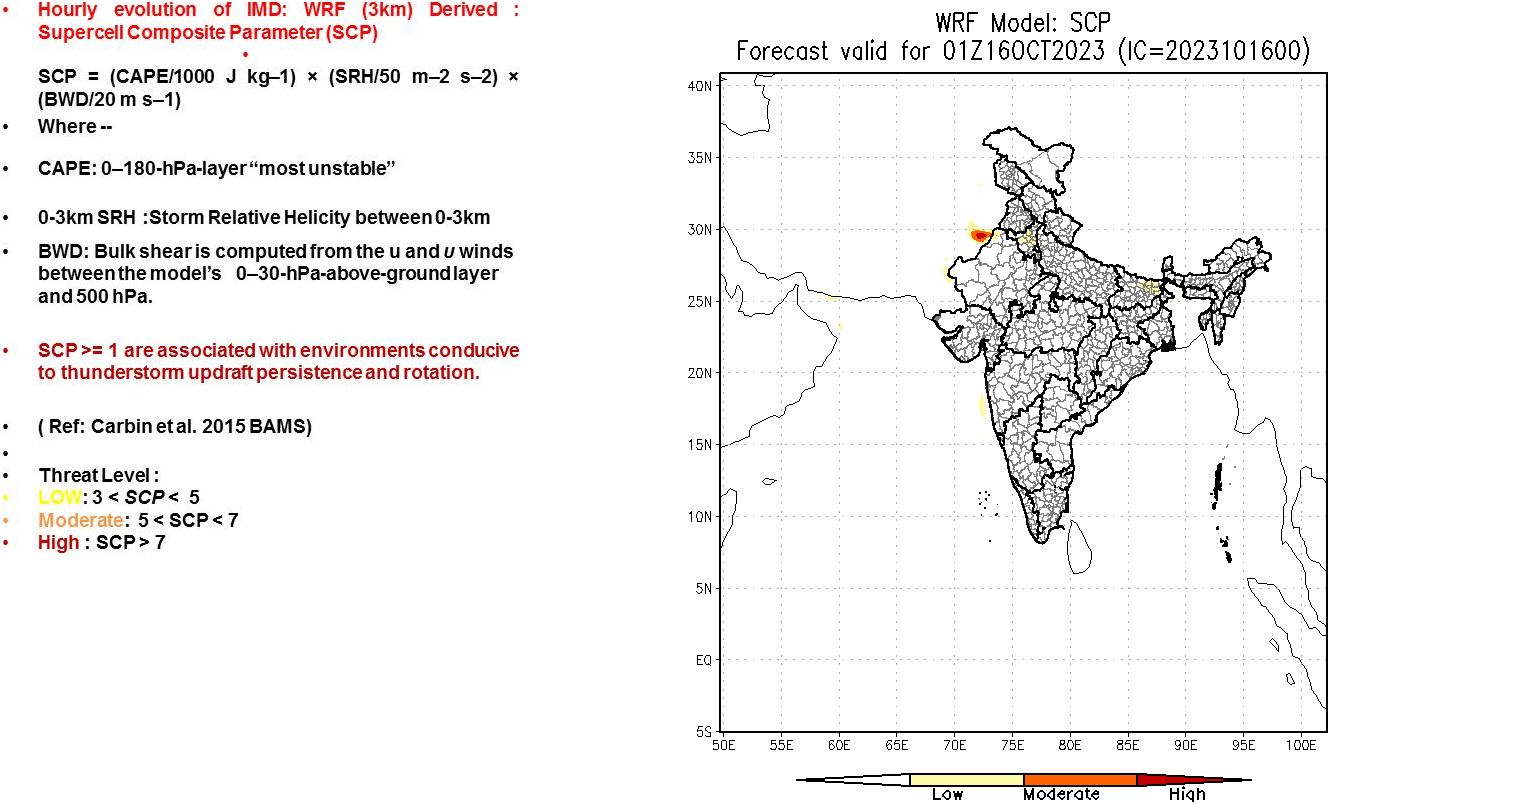 • Hourly evolution of IMD: WRF (3km) Derived :
Supercell Composite Parameter (SCP)
•
SCP = (CAPE/1000 J kg–1) × (SRH/50 m–2 s–2) ×
(BWD/20 m s–1)
• Where --
• CAPE: 0–180-hPa-layer “most unstable”
• 0-3km SRH :Storm Relative Helicity between 0-3km
• BWD: Bulk shear is computed from the u and υ winds
between the model’s 0–30-hPa-above-ground layer
and 500 hPa.
• SCP >= 1 are associated with environments conducive
to thunderstorm updraft persistence and rotation.
• ( Ref: Carbin et al. 2015 BAMS)
•
• Threat Level :
• LOW: 3 < SCP < 5
• Moderate: 5 < SCP < 7
• High : SCP > 7
WRF Model: SCP
Forecast valid for 01Z16OCT2023 (IC=2023101600)
40N
35N
30N
25N
20N
15N
10N
5N
EQ
5S
50E 55E 60E 65E 70E 75E 80E 85E 90E 95E 100E
Low Moderate High